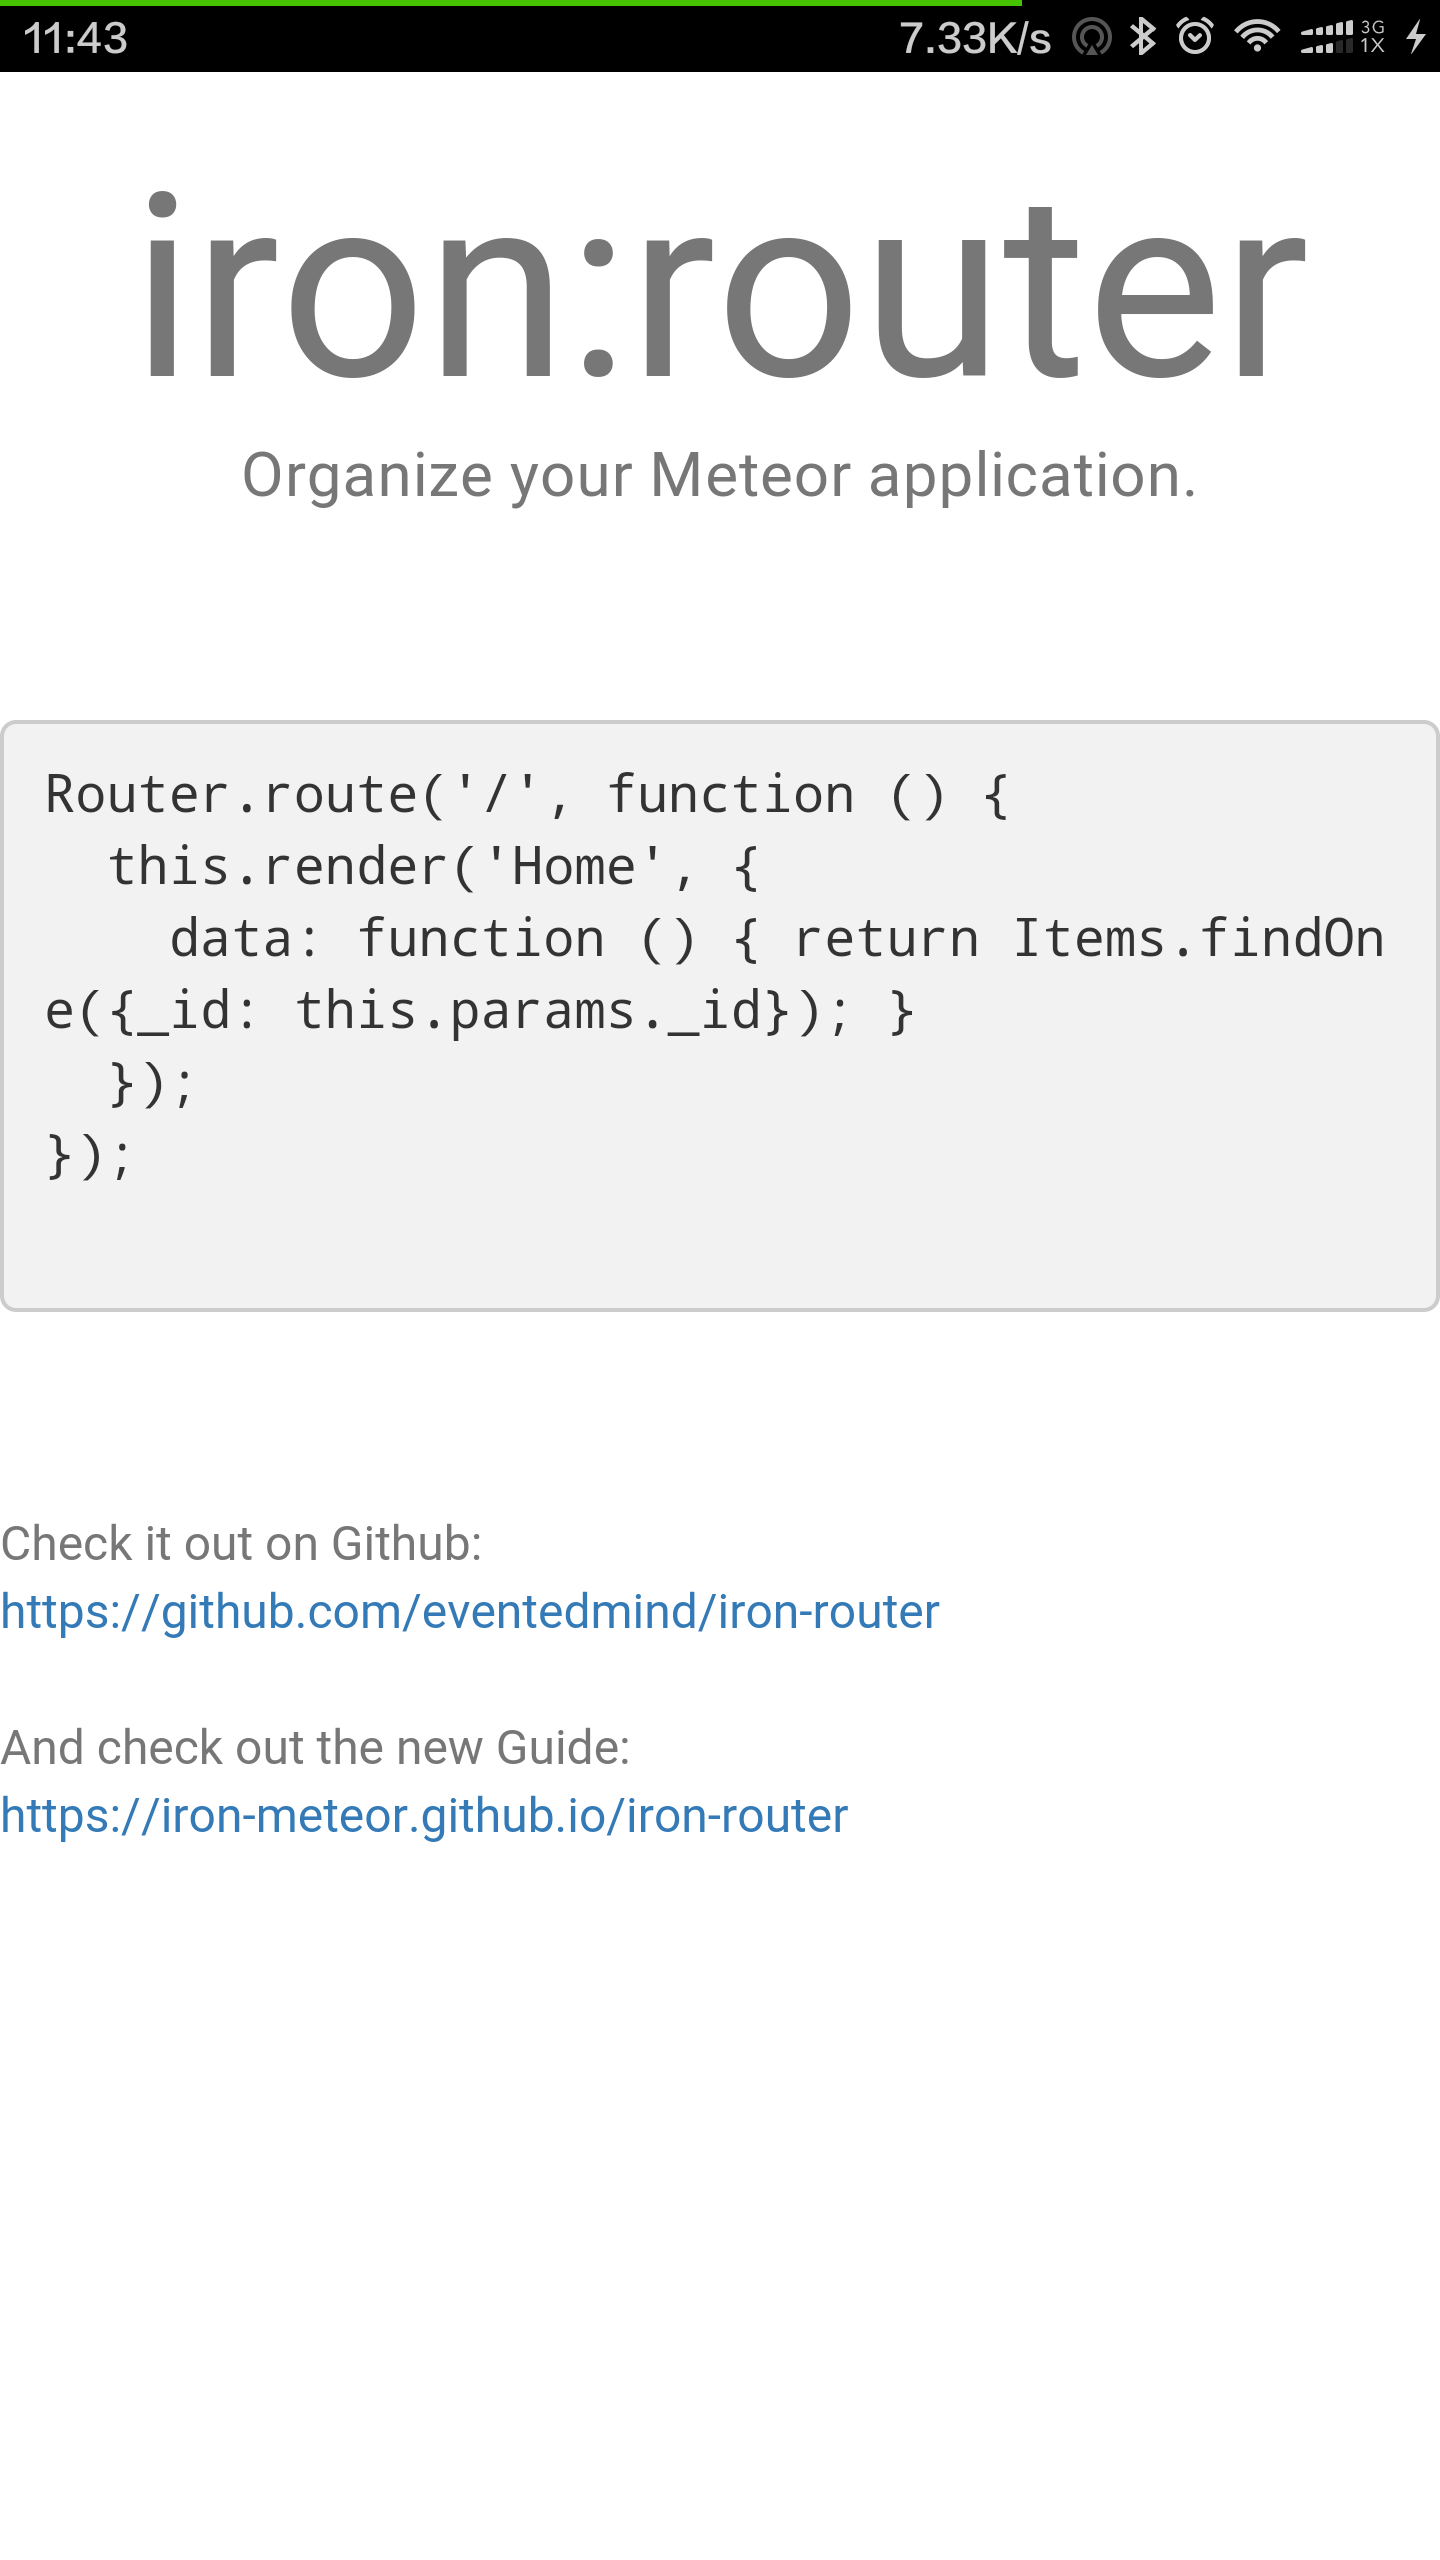 11:43 7.33K/s 3G 1X
iron:router
Organize your Meteor application.
Router.route('/', function () {
  this.render('Home', {
    data: function () { return Items.findOn
e({_id: this.params._id}); }
  });
});
Check it out on Github:
https://github.com/eventedmind/iron-router
And check out the new Guide:
https://iron-meteor.github.io/iron-router